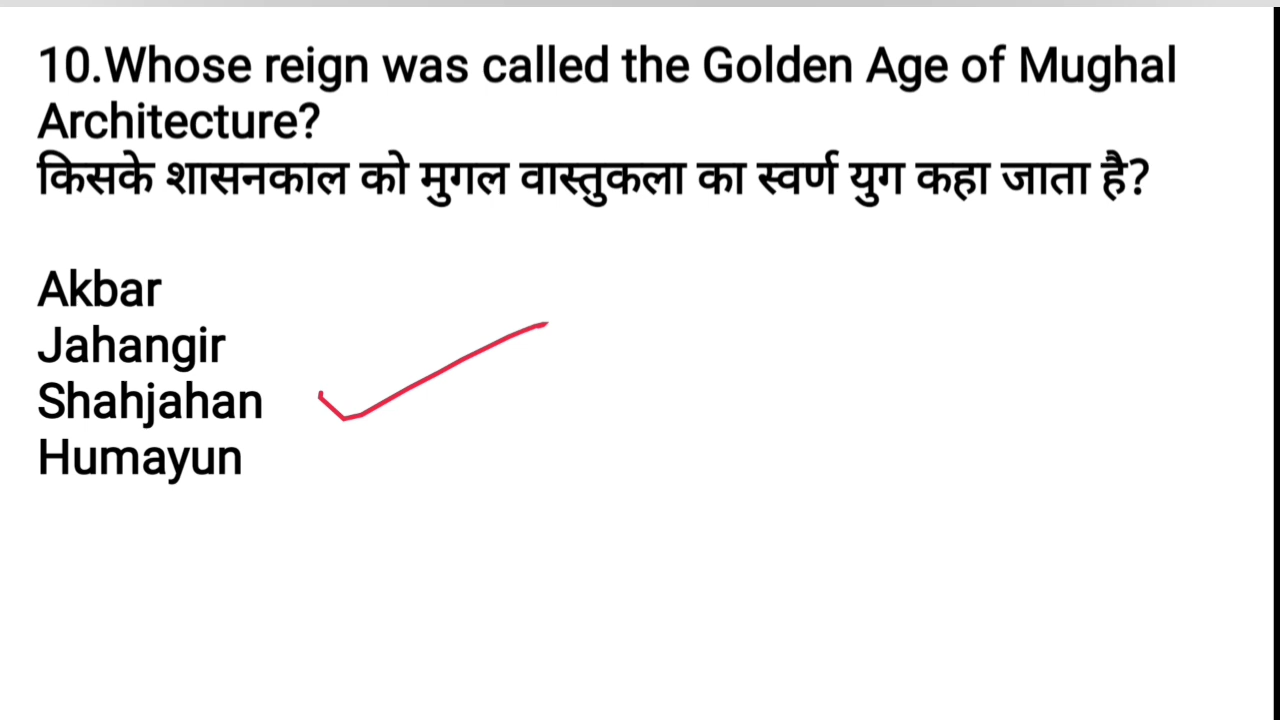 10.Whose reign was called the Golden Age of Mughal
Architecture?
किसके शासनकाल को मुगल वास्तुकला का स्वर्ण युग कहा जाता है?
Akbar
Jahangir
Shahjahan
Humayun